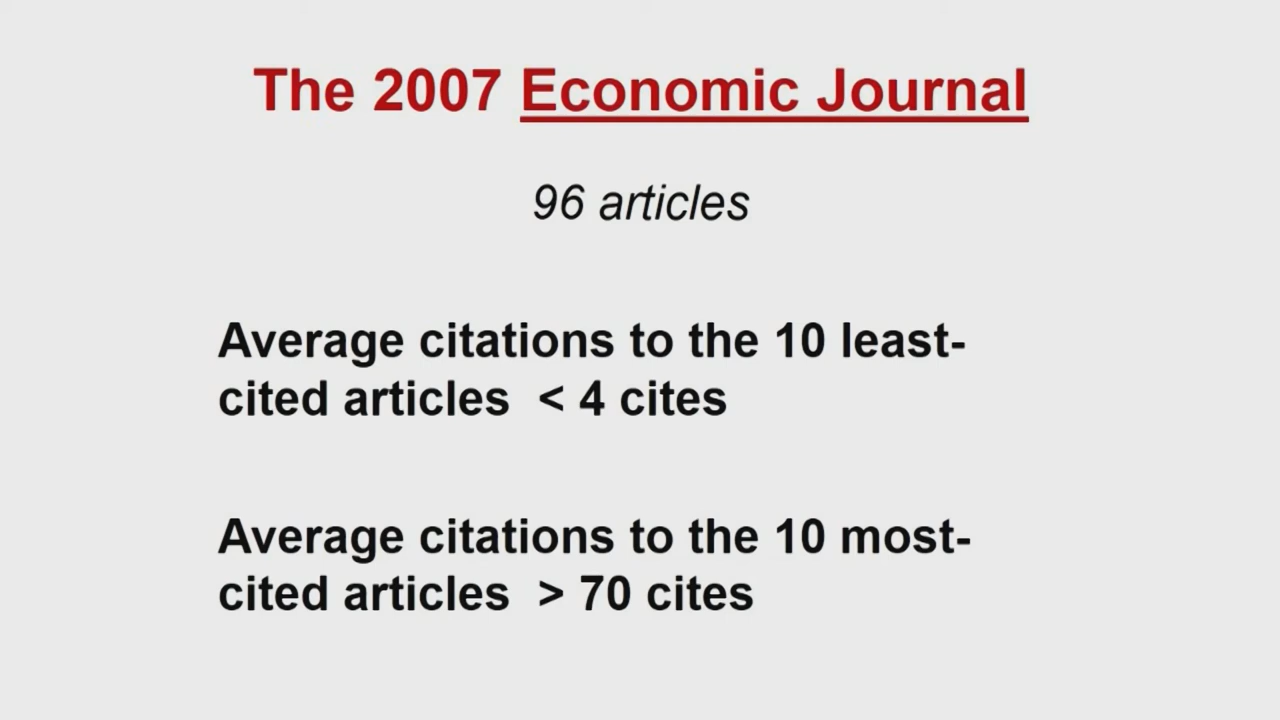 The 2007 Economic Journal
96 articles
Average citations to the 10 least-
cited articles  < 4 cites
Average citations to the 10 most-
cited articles  > 70 cites